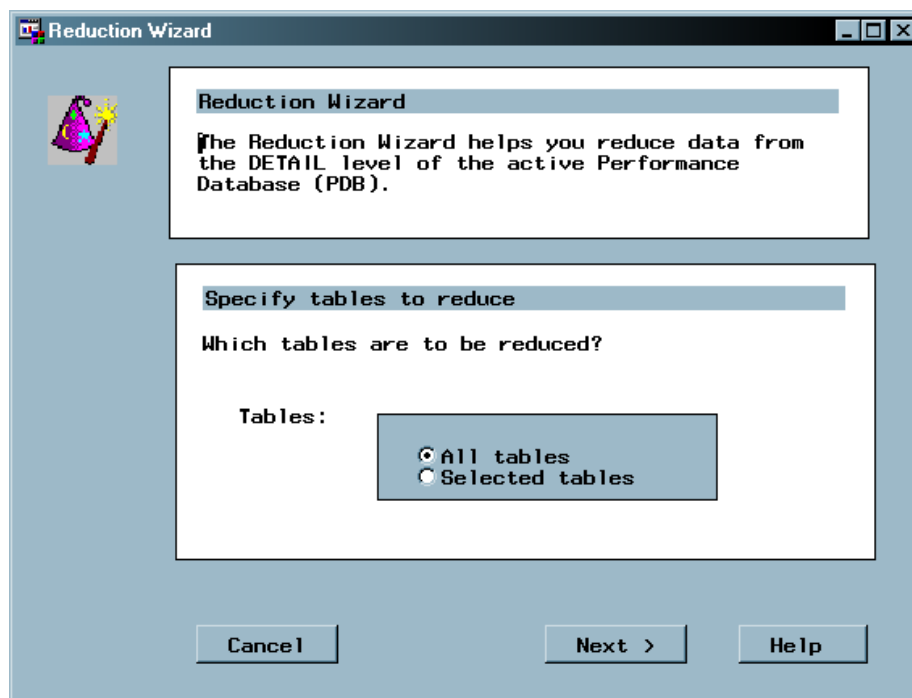 Reduction Wizard
Reduction Wizard
The Reduction Wizard helps you reduce data from
the DETAIL level of the active Performance
Database (PDB).
Specify tables to reduce
Which tables are to be reduced?
Tables:
All tables
Selected tables
Cancel
Next >
Help